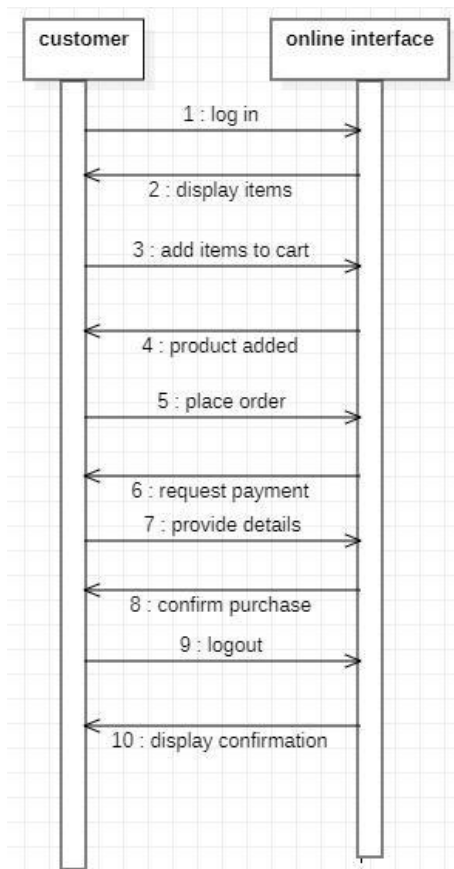 customer
online interface
1 : log in
2 : display items
3 : add items to cart
4 : product added
5 : place order
6 : request payment
7 : provide details
8 : confirm purchase
9 : logout
10 : display confirmation